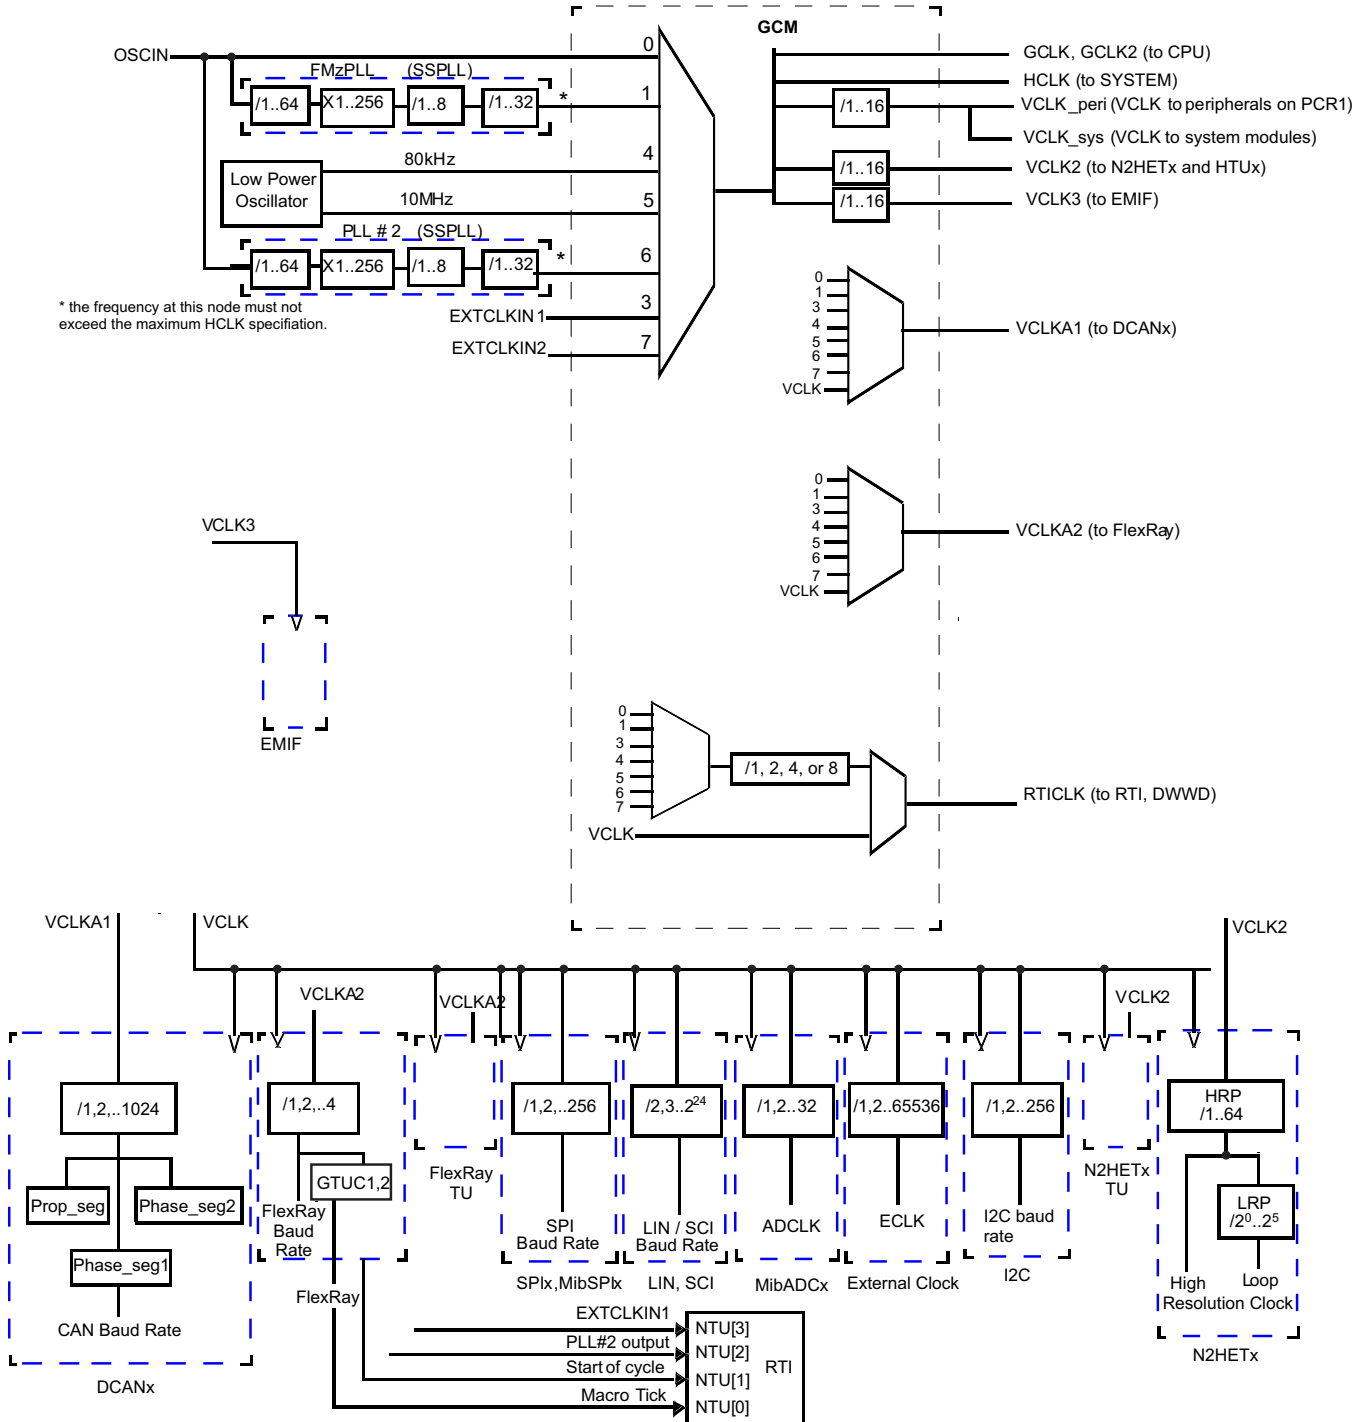 GCM
OSCIN
0
GCLK, GCLK2 (to CPU)
FMzPLL (SSPLL)
HCLK (to SYSTEM)
/1..64
X1..256
/1..8
/1..32
*
1
/1..16
VCLK_peri (VCLK to peripherals on PCR1)
VCLK_sys (VCLK to system modules)
80kHz
4
/1..16
VCLK2 (to N2HETx and HTUx)
Low Power
Oscillator
10MHz
5
/1..16
VCLK3 (to EMIF)
PLL # 2 (SSPLL)
/1..64
X1..256
/1..8
/1..32
*
6
* the frequency at this node must not
exceed the maximum HCLK specifiation.
EXTCLKIN1
3
EXTCLKIN2
7
0
1
3
4
5
6
7
VCLK
VCLKA1 (to DCANx)
0
1
3
4
5
6
7
VCLK
VCLKA2 (to FlexRay)
VCLK3
EMIF
0
1
3
4
5
6
7
/1, 2, 4, or 8
VCLK
RTICLK (to RTI, DWWD)
VCLKA1
VCLK
VCLK2
VCLKA2
VCLKA2
VCLK2
/1,2,..1024
/1,2,..4
/1,2,..256
/2,3..2²⁴
/1,2..32
/1,2..65536
/1,2..256
HRP
/1..64
Prop_seg
Phase_seg2
Phase_seg1
CAN Baud Rate
DCANx
GTUC1,2
FlexRay
Baud
Rate
FlexRay
FlexRay
TU
SPI
Baud Rate
SPIx,MibSPIx
LIN / SCI
Baud Rate
LIN, SCI
ADCLK
MibADCx
ECLK
External Clock
I2C baud
rate
I2C
N2HETx
TU
LRP
/2⁰..2⁵
High
Loop
Resolution Clock
N2HETx
EXTCLKIN1
NTU[3]
PLL#2 output
NTU[2]
RTI
Start of cycle
NTU[1]
Macro Tick
NTU[0]